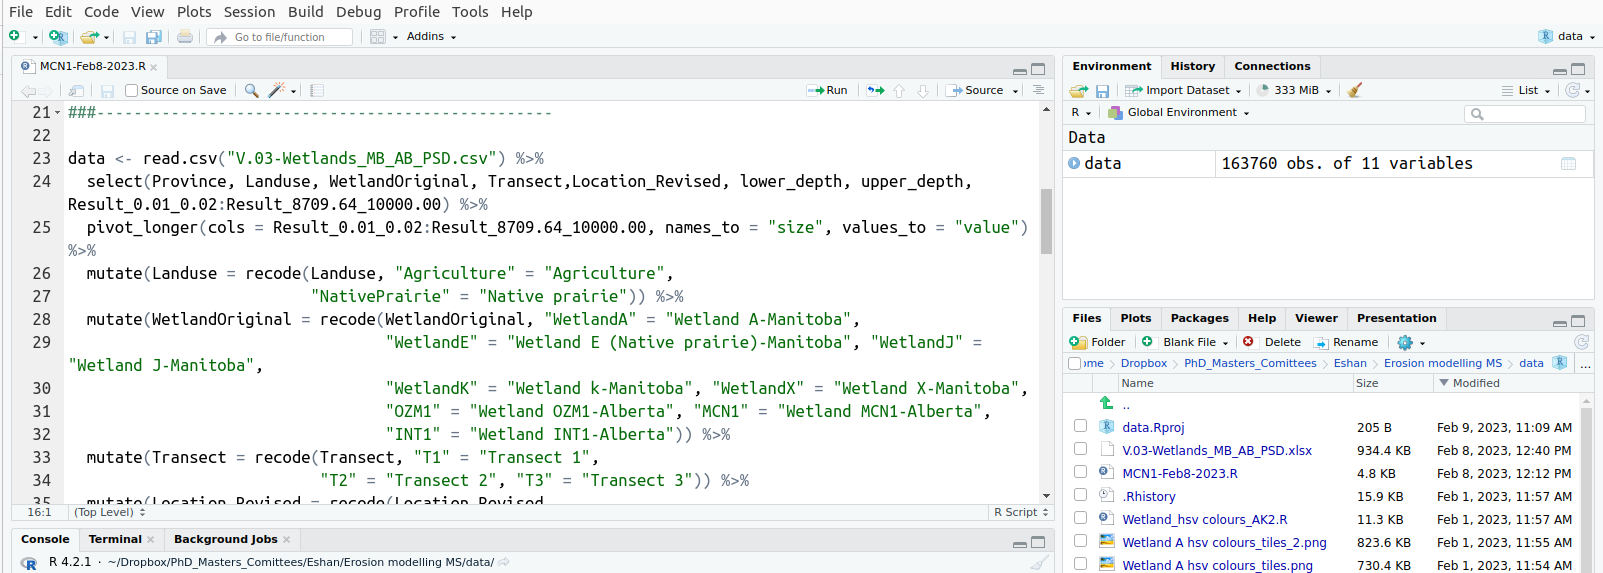 File Edit Code View Plots Session Build Debug Profile Tools Help
Go to file/function Addins data
MCN1-Feb8-2023.R
Source on Save Run Source
21 ###-------------------------------------------------
22
23 data <- read.csv("V.03-Wetlands_MB_AB_PSD.csv") %>%
24 select(Province, Landuse, WetlandOriginal, Transect,Location_Revised, lower_depth, upper_depth,
Result_0.01_0.02:Result_8709.64_10000.00) %>%
25 pivot_longer(cols = Result_0.01_0.02:Result_8709.64_10000.00, names_to = "size", values_to = "value")
%>%
26 mutate(Landuse = recode(Landuse, "Agriculture" = "Agriculture",
27 "NativePrairie" = "Native prairie")) %>%
28 mutate(WetlandOriginal = recode(WetlandOriginal, "WetlandA" = "Wetland A-Manitoba",
29 "WetlandE" = "Wetland E (Native prairie)-Manitoba", "WetlandJ" =
"Wetland J-Manitoba",
30 "WetlandK" = "Wetland k-Manitoba", "WetlandX" = "Wetland X-Manitoba",
31 "OZM1" = "Wetland OZM1-Alberta", "MCN1" = "Wetland MCN1-Alberta",
32 "INT1" = "Wetland INT1-Alberta")) %>%
33 mutate(Transect = recode(Transect, "T1" = "Transect 1",
34 "T2" = "Transect 2", "T3" = "Transect 3")) %>%
35 mutate(Location_Revised = recode(Location_Revised,
16:1 (Top Level) R Script
Console Terminal Background Jobs
R 4.2.1 · ~/Dropbox/PhD_Masters_Comittees/Eshan/Erosion modelling MS/data/
Environment History Connections
Import Dataset 333 MiB List
R Global Environment
Data
data 163760 obs. of 11 variables
Files Plots Packages Help Viewer Presentation
Folder Blank File Delete Rename
ome Dropbox PhD_Masters_Comittees Eshan Erosion modelling MS data ...
Name Size Modified
..
data.Rproj 205 B Feb 9, 2023, 11:09 AM
V.03-Wetlands_MB_AB_PSD.xlsx 934.4 KB Feb 8, 2023, 12:40 PM
MCN1-Feb8-2023.R 4.8 KB Feb 8, 2023, 12:12 PM
.Rhistory 15.9 KB Feb 1, 2023, 11:57 AM
Wetland_hsv colours_AK2.R 11.3 KB Feb 1, 2023, 11:57 AM
Wetland A hsv colours_tiles_2.png 823.6 KB Feb 1, 2023, 11:55 AM
Wetland A hsv colours_tiles.png 730.4 KB Feb 1, 2023, 11:54 AM